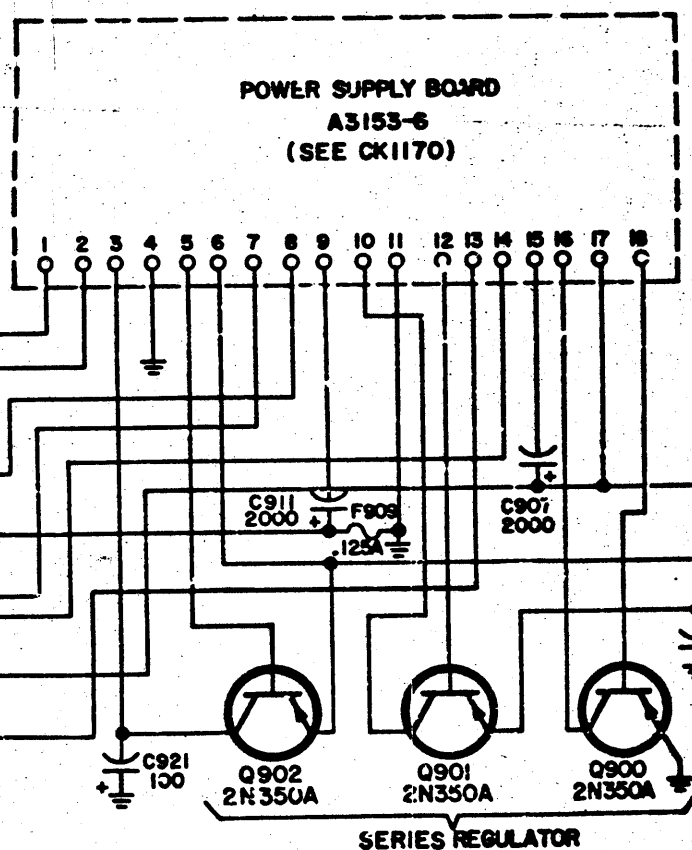 POWER SUPPLY BOARD
A3153-6
(SEE CK1170)
1 2 3 4 5 6 7 8 9 10 11 12 13 14 15 16 17 18
C911
2000
+
F909
.125A
C907
2000
+
C921
100
+
Q902
2N350A
Q901
2N350A
Q900
2N350A
SERIES REGULATOR